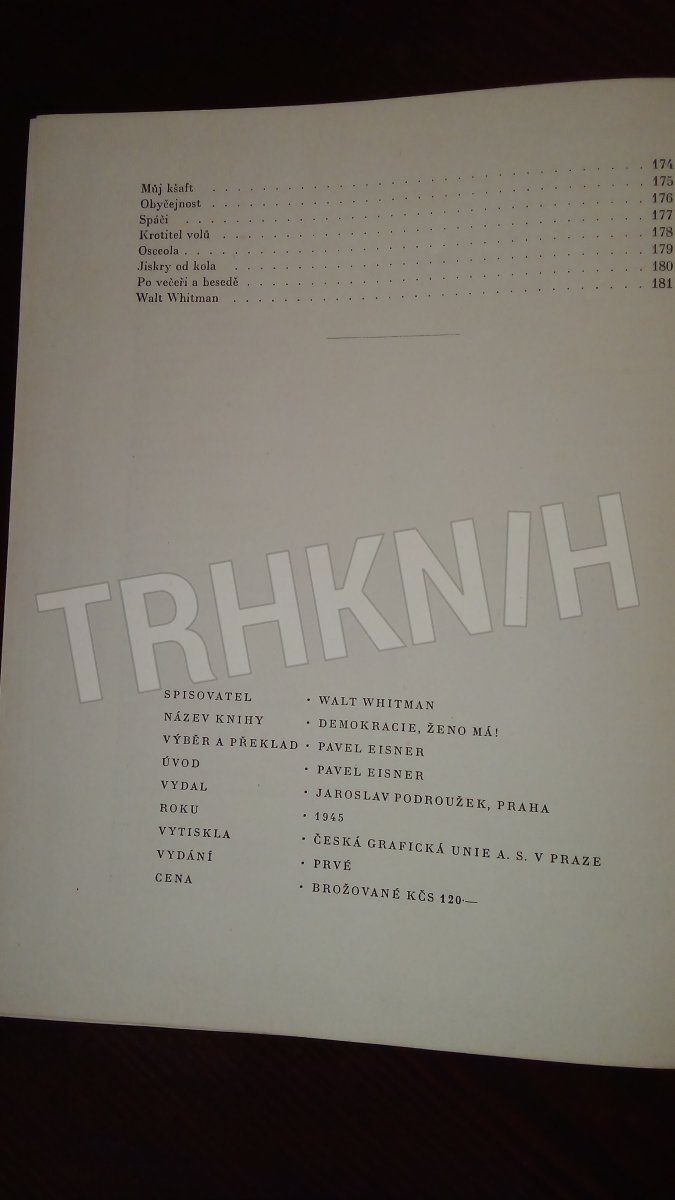 Můj kšaft . . . . . . . . . . . . . . . . . . . . . . . . 174
Obyčejnost . . . . . . . . . . . . . . . . . . . . . . . . 175
Spáči . . . . . . . . . . . . . . . . . . . . . . . . 176
Krotitel volů . . . . . . . . . . . . . . . . . . . . . . . . 177
Osceola . . . . . . . . . . . . . . . . . . . . . . . . 178
Jiskry od kola . . . . . . . . . . . . . . . . . . . . . . . . 179
Po večeři a besedě . . . . . . . . . . . . . . . . . . . . . . . . 180
Walt Whitman . . . . . . . . . . . . . . . . . . . . . . . . 181
TRHKNIH
SPISOVATEL · WALT WHITMAN
NÁZEV KNIHY · DEMOKRACIE, ŽENO MÁ!
VÝBĚR A PŘEKLAD · PAVEL EISNER
ÚVOD · PAVEL EISNER
VYDAL · JAROSLAV PODROUŽEK, PRAHA
ROKU · 1945
VYTISKLA · ČESKÁ GRAFICKÁ UNIE A. S. V PRAZE
VYDÁNÍ · PRVÉ
CENA · BROŽOVANÉ KČS 120·—